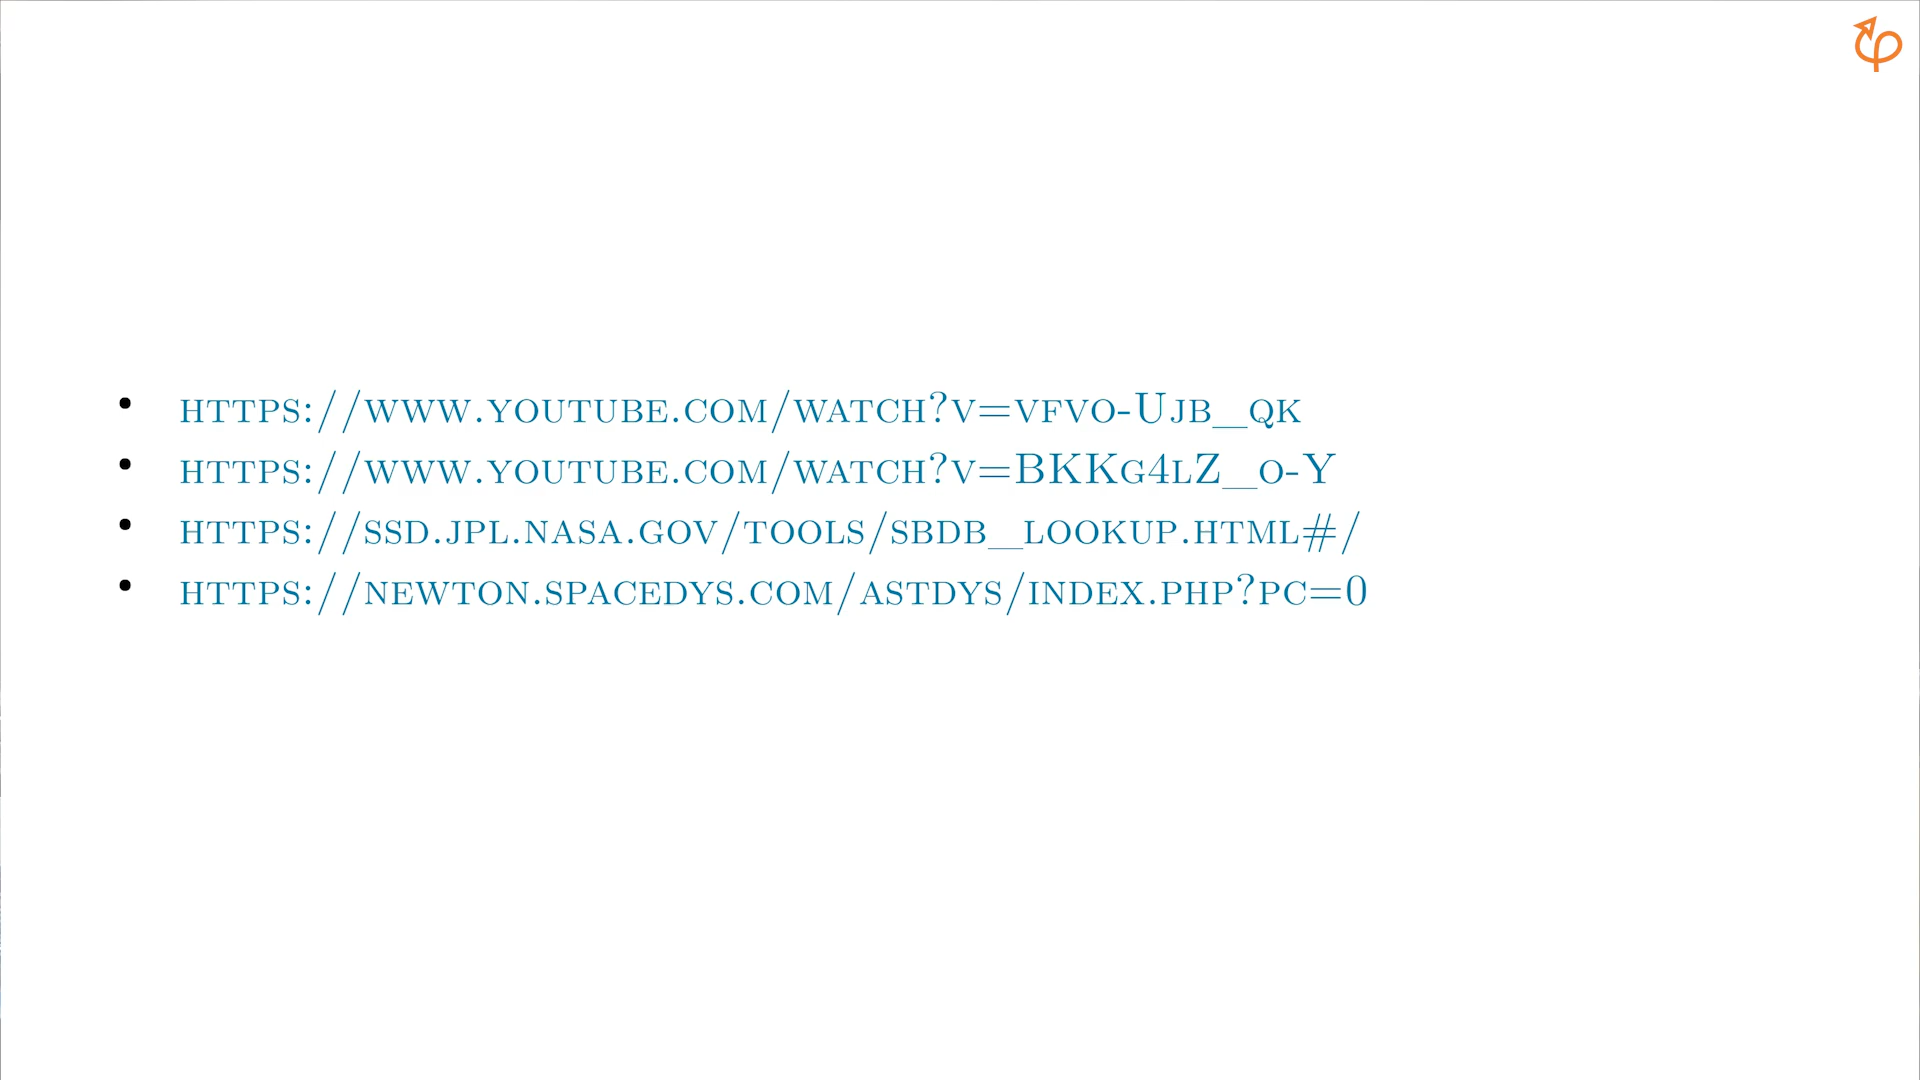 https://www.youtube.com/watch?v=vfvo-Ujb_qk
https://www.youtube.com/watch?v=BKKg4lZ_o-Y
https://ssd.jpl.nasa.gov/tools/sbdb_lookup.html#/
https://newton.spacedys.com/astdys/index.php?pc=0